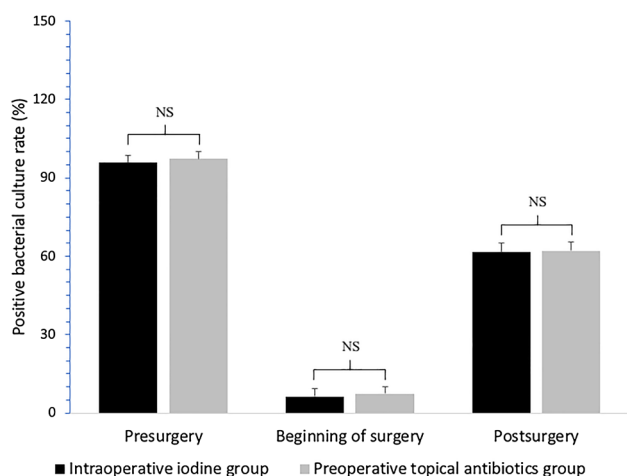 150
120
90
60
30
0
Positive bacterial culture rate (%)
NS
NS
NS
Presurgery Beginning of surgery Postsurgery
Intraoperative iodine group Preoperative topical antibiotics group